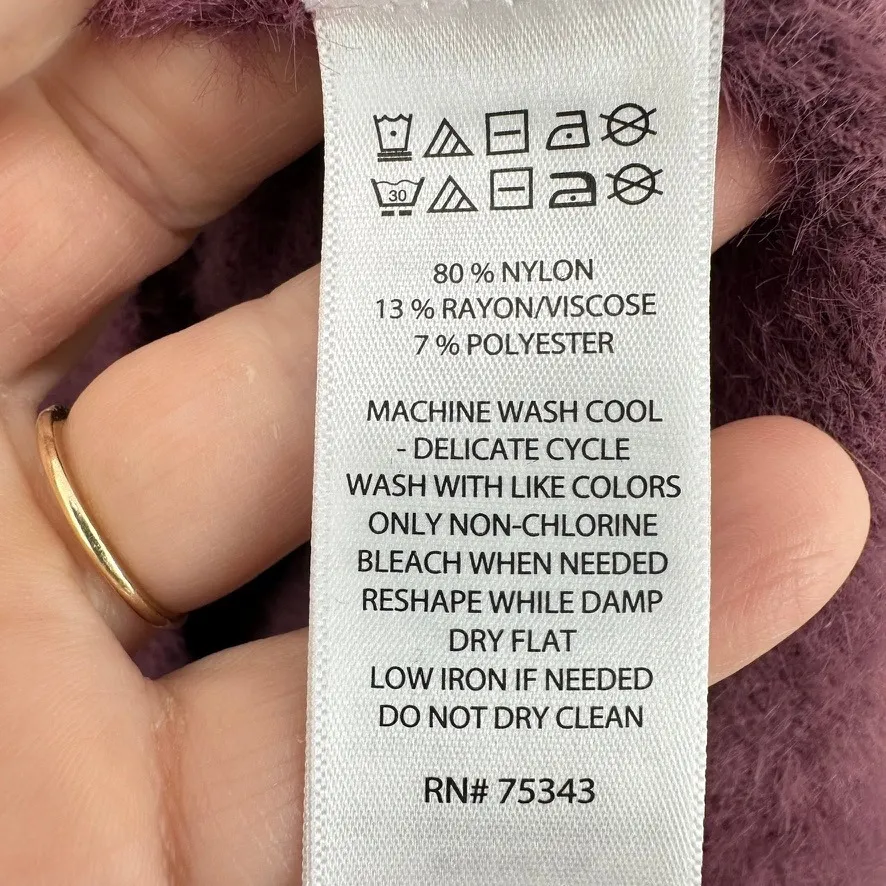 30
80 % NYLON
13 % RAYON/VISCOSE
7 % POLYESTER
MACHINE WASH COOL
- DELICATE CYCLE
WASH WITH LIKE COLORS
ONLY NON-CHLORINE
BLEACH WHEN NEEDED
RESHAPE WHILE DAMP
DRY FLAT
LOW IRON IF NEEDED
DO NOT DRY CLEAN
RN# 75343